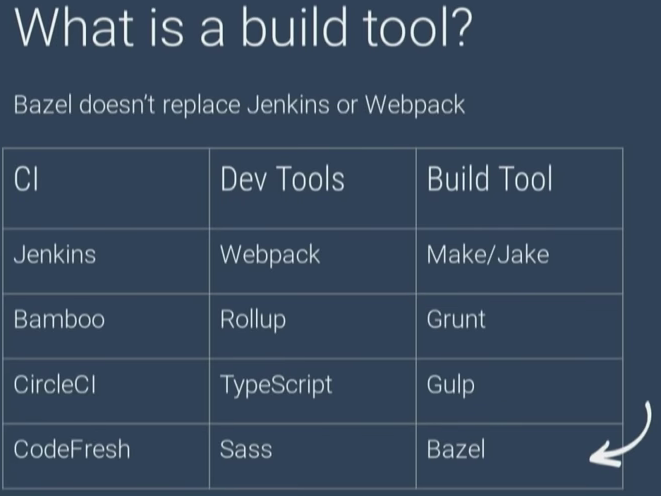 What is a build tool?
Bazel doesn't replace Jenkins or Webpack
CI Dev Tools Build Tool
Jenkins Webpack Make/Jake
Bamboo Rollup Grunt
CircleCI TypeScript Gulp
CodeFresh Sass Bazel